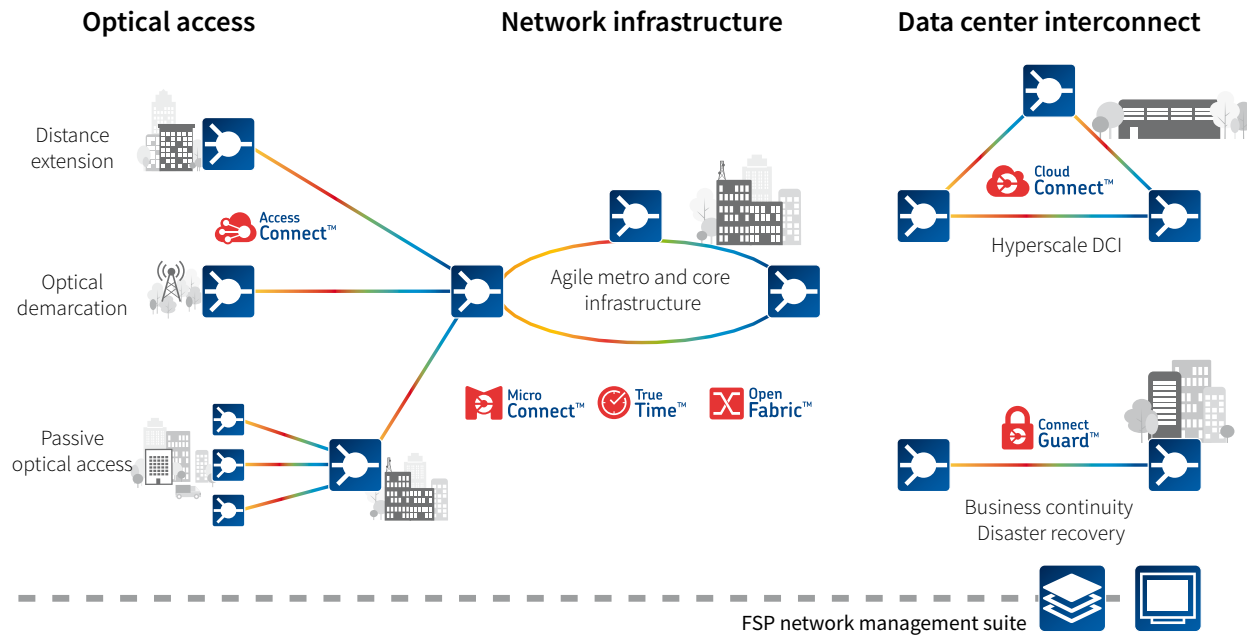 Optical access
Network infrastructure
Data center interconnect
Distance
extension
Access
Connect™
Optical
demarcation
Passive
optical access
Agile metro and core
infrastructure
Micro
Connect™
True
Time™
Open
Fabric™
Cloud
Connect™
Hyperscale DCI
Connect
Guard™
Business continuity
Disaster recovery
FSP network management suite